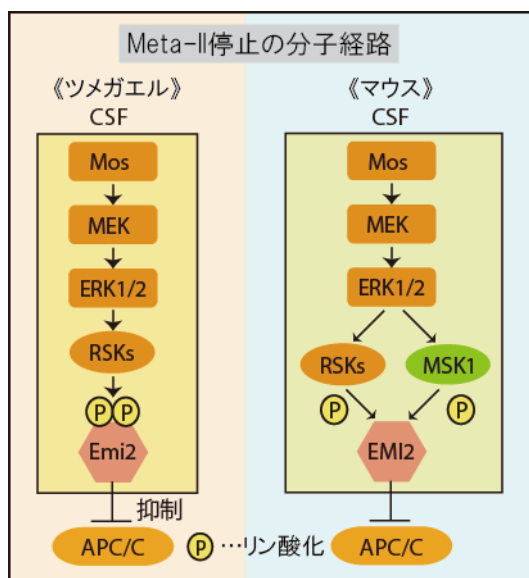 Meta-II停止の分子経路
《ツメガエル》
CSF
Mos
MEK
ERK1/2
RSKs
P P
Emi2
抑制
APC/C
《マウス》
CSF
Mos
MEK
ERK1/2
RSKs MSK1
P P
EMI2
APC/C
P …リン酸化